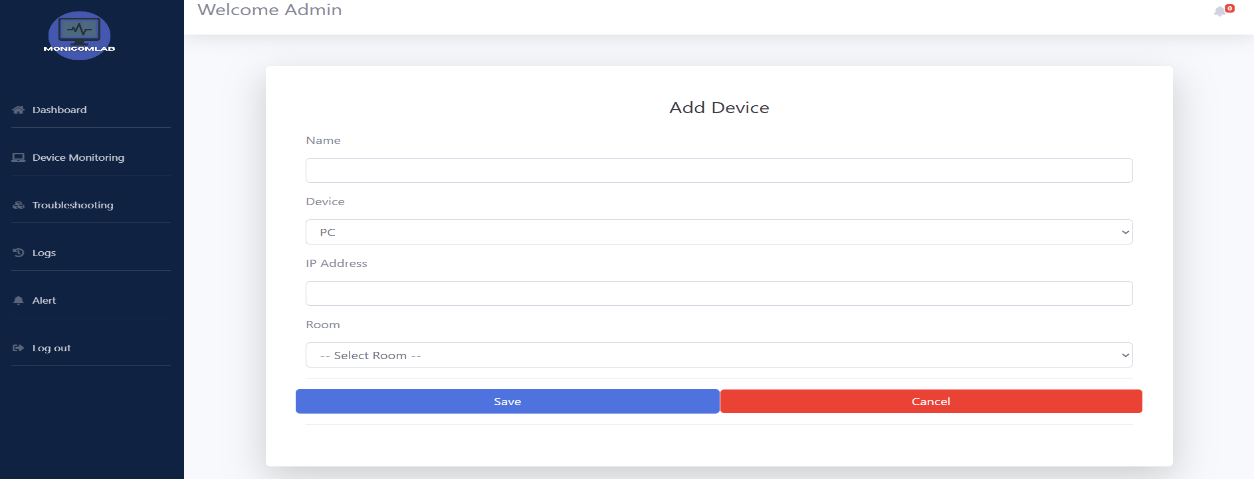 Welcome Admin
0
MONICOMLAB
Dashboard
Device Monitoring
Troubleshooting
Logs
Alert
Log out
Add Device
Name
Device
PC
IP Address
Room
-- Select Room --
Save
Cancel